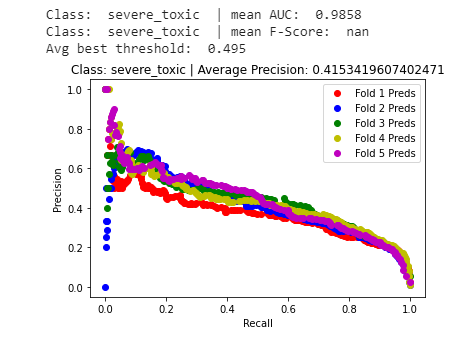 Class:  severe_toxic  | mean AUC:  0.9858
Class:  severe_toxic  | mean F-Score:  nan
Avg best threshold:  0.495
Class: severe_toxic | Average Precision: 0.4153419607402471
1.0
0.8
0.6
0.4
0.2
0.0
Precision
Fold 1 Preds
Fold 2 Preds
Fold 3 Preds
Fold 4 Preds
Fold 5 Preds
0.0 0.2 0.4 0.6 0.8 1.0
Recall